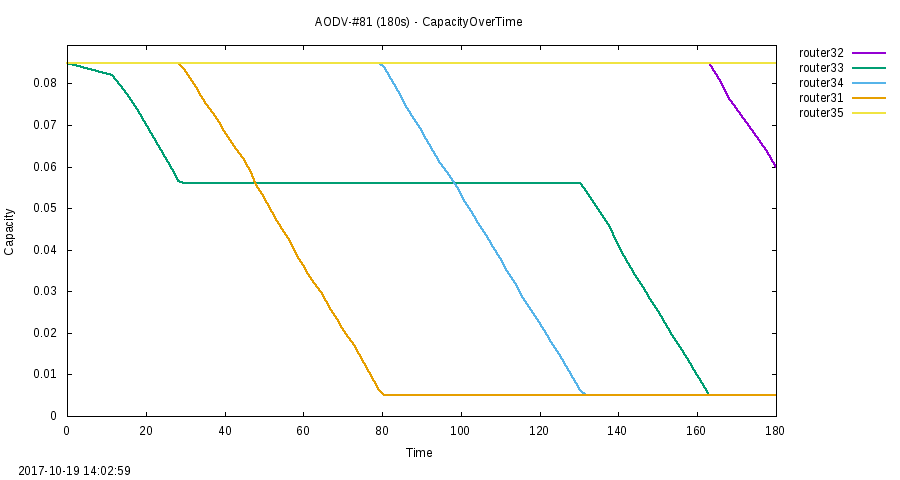 AODV-#81 (180s) - CapacityOverTime
router32
router33
router34
router31
router35
0.08
0.07
0.06
0.05
0.04
0.03
0.02
0.01
0
Capacity
0 20 40 60 80 100 120 140 160 180
Time
2017-10-19 14:02:59